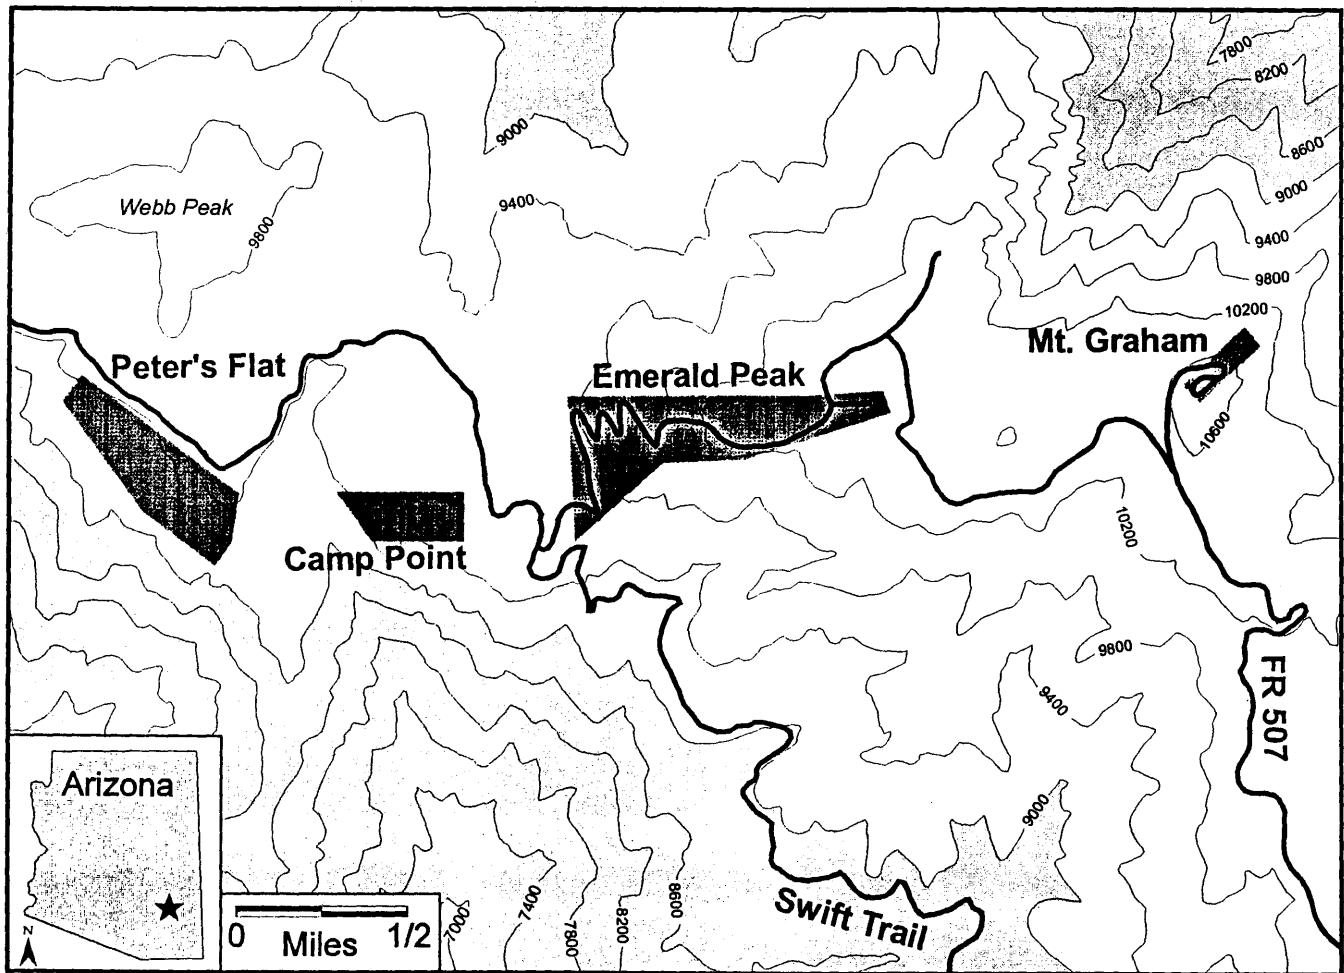 7800
8200
9000
8600
9000
Webb Peak
9400
9800
9400
9800
10200
Mt. Graham
Peter's Flat
Emerald Peak
10600
10200
Camp Point
9800
FR 507
9400
Arizona
9000
Swift Trail
8600
7400
7000
8200
7800
N
0 Miles 1/2